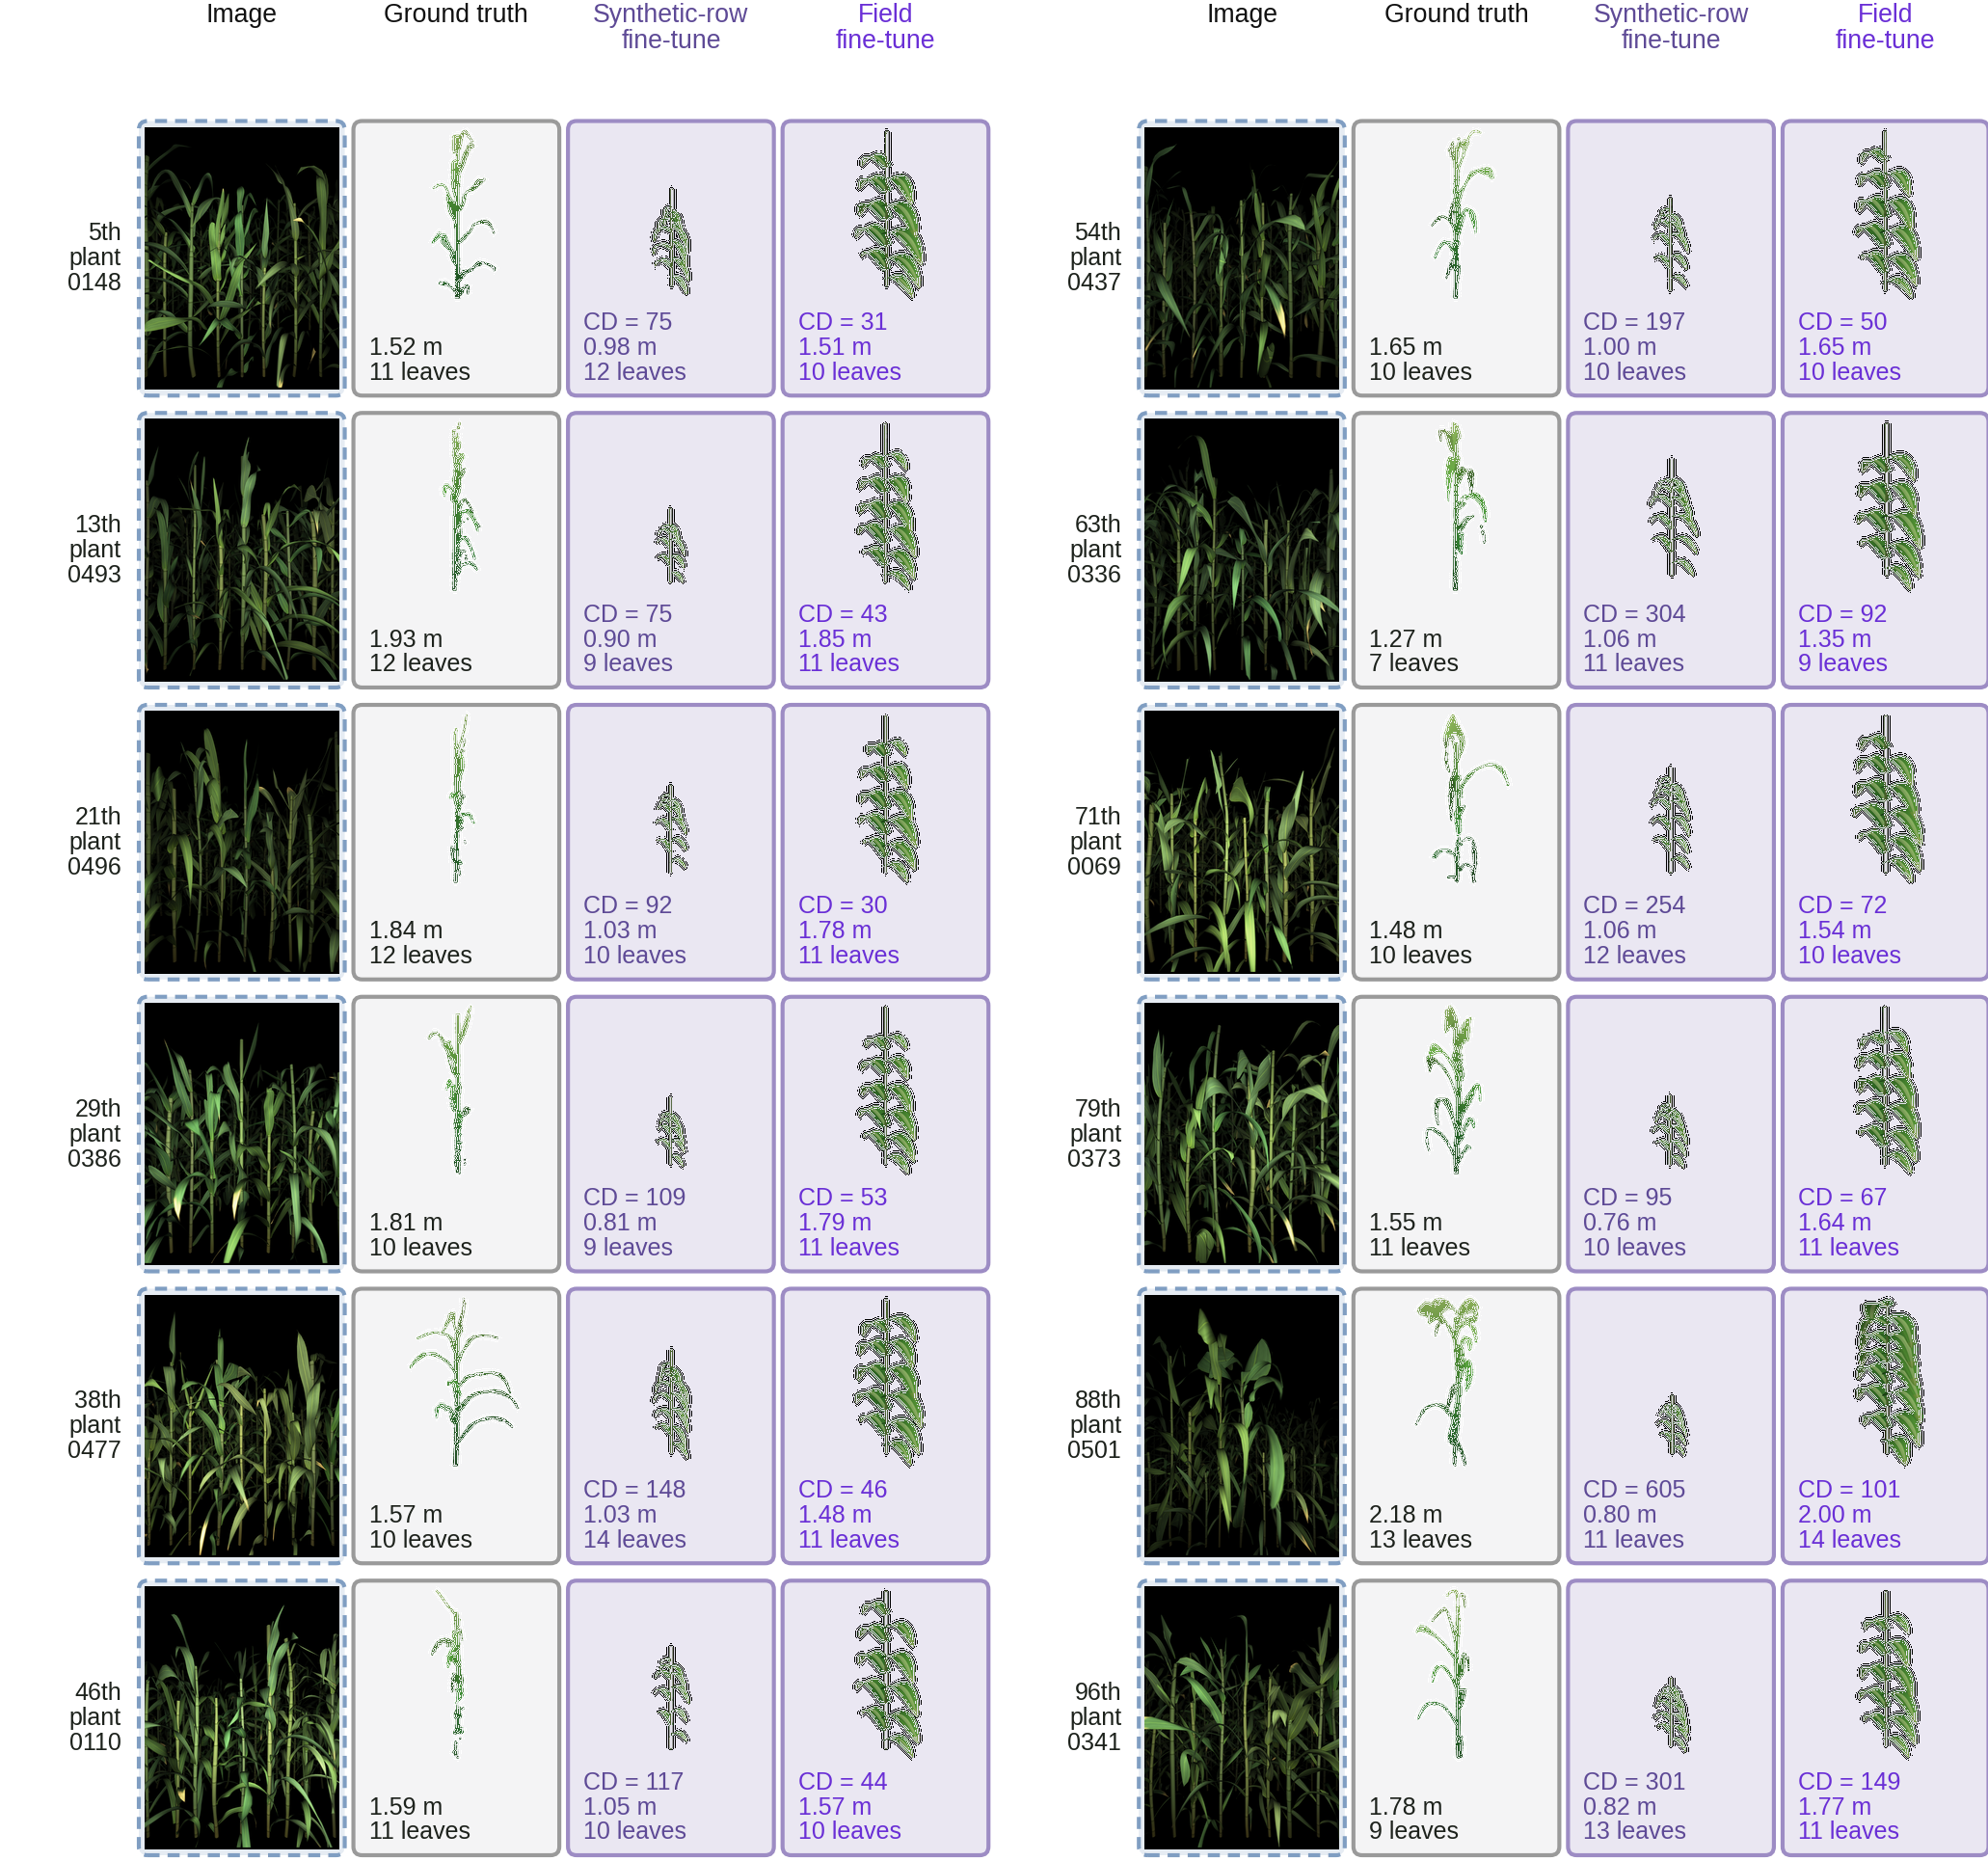 Image
Ground truth
Synthetic-row
fine-tune
Field
fine-tune
Image
Ground truth
Synthetic-row
fine-tune
Field
fine-tune
5th
plant
0148
1.52 m
11 leaves
CD = 75
0.98 m
12 leaves
CD = 31
1.51 m
10 leaves
54th
plant
0437
1.65 m
10 leaves
CD = 197
1.00 m
10 leaves
CD = 50
1.65 m
10 leaves
13th
plant
0493
1.93 m
12 leaves
CD = 75
0.90 m
9 leaves
CD = 43
1.85 m
11 leaves
63th
plant
0336
1.27 m
7 leaves
CD = 304
1.06 m
11 leaves
CD = 92
1.35 m
9 leaves
21th
plant
0496
1.84 m
12 leaves
CD = 92
1.03 m
10 leaves
CD = 30
1.78 m
11 leaves
71th
plant
0069
1.48 m
10 leaves
CD = 254
1.06 m
12 leaves
CD = 72
1.54 m
10 leaves
29th
plant
0386
1.81 m
10 leaves
CD = 109
0.81 m
9 leaves
CD = 53
1.79 m
11 leaves
79th
plant
0373
1.55 m
11 leaves
CD = 95
0.76 m
10 leaves
CD = 67
1.64 m
11 leaves
38th
plant
0477
1.57 m
10 leaves
CD = 148
1.03 m
14 leaves
CD = 46
1.48 m
11 leaves
88th
plant
0501
2.18 m
13 leaves
CD = 605
0.80 m
11 leaves
CD = 101
2.00 m
14 leaves
46th
plant
0110
1.59 m
11 leaves
CD = 117
1.05 m
10 leaves
CD = 44
1.57 m
10 leaves
96th
plant
0341
1.78 m
9 leaves
CD = 301
0.82 m
13 leaves
CD = 149
1.77 m
11 leaves